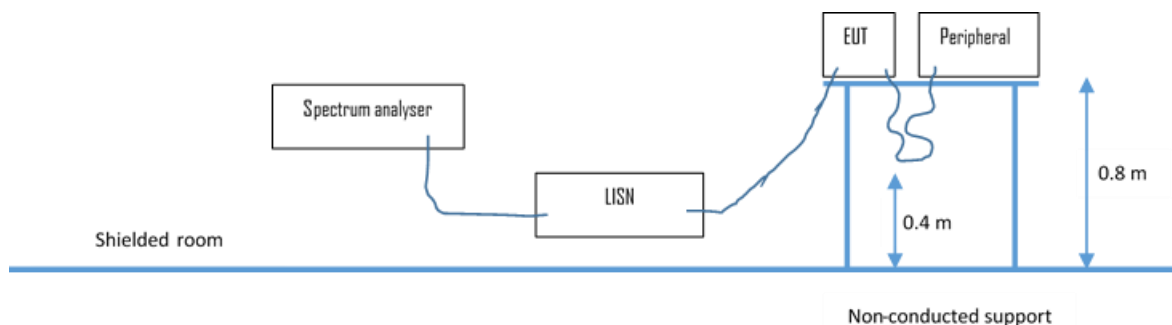 EUT
Peripheral
Spectrum analyser
LISN
0.8 m
0.4 m
Shielded room
Non-conducted support